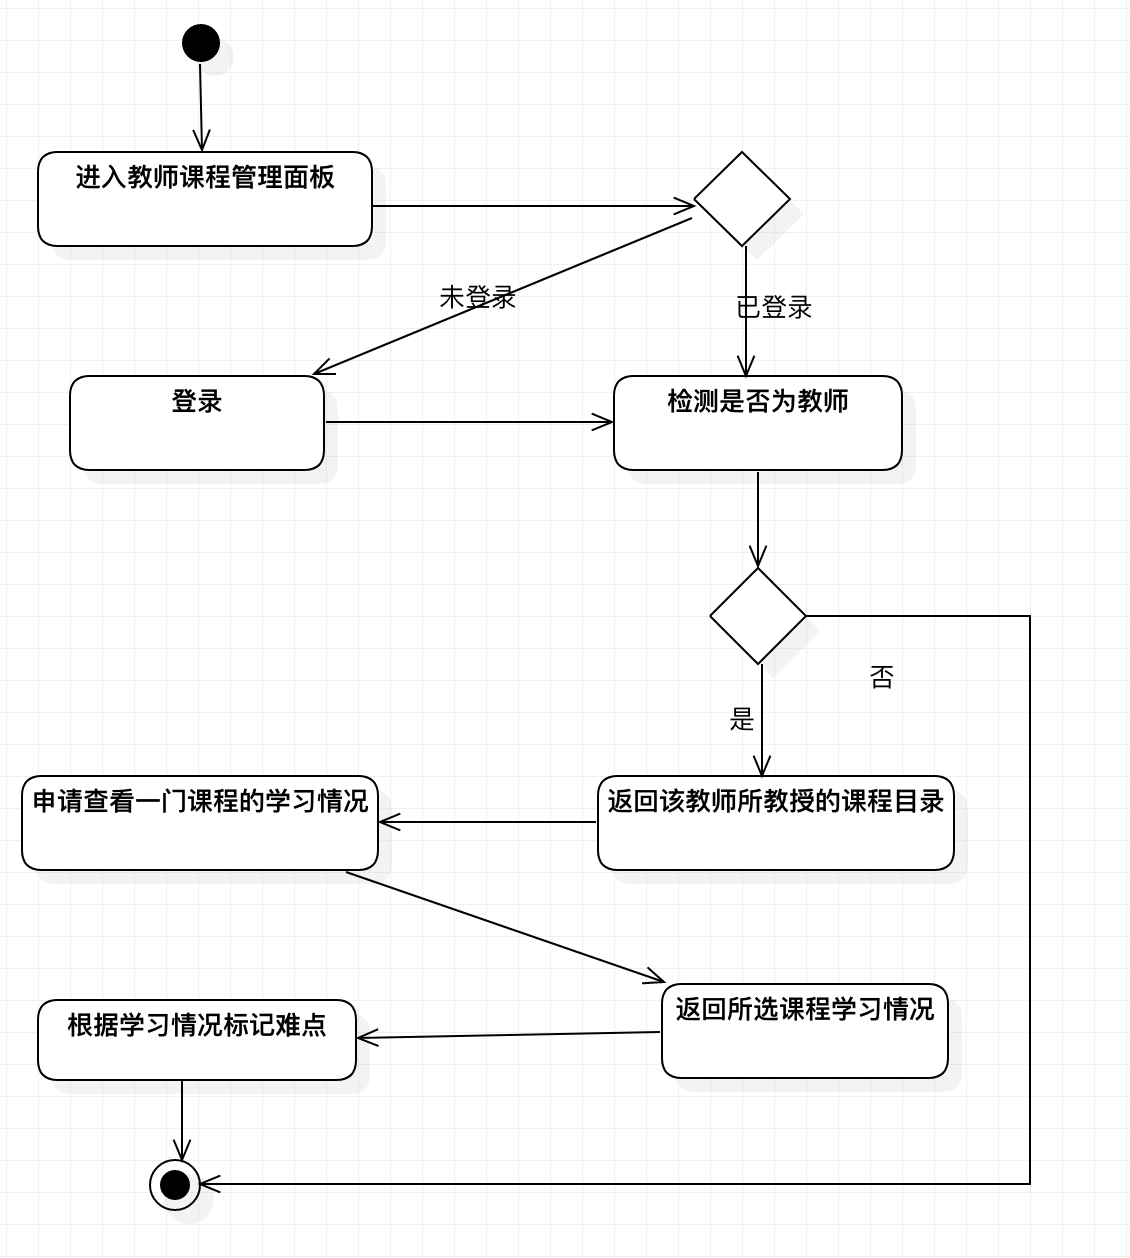 进入教师课程管理面板
未登录
已登录
登录
检测是否为教师
否
是
申请查看一门课程的学习情况
返回该教师所教授的课程目录
返回所选课程学习情况
根据学习情况标记难点